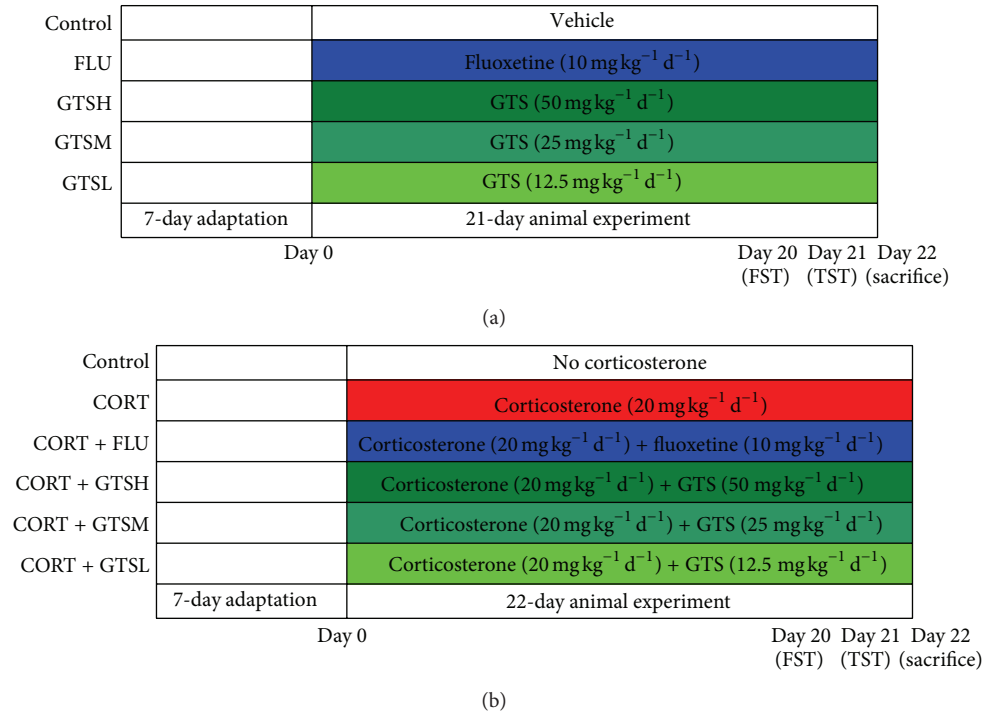 Control Vehicle
FLU Fluoxetine (10 mg kg⁻¹ d⁻¹)
GTSH GTS (50 mg kg⁻¹ d⁻¹)
GTSM GTS (25 mg kg⁻¹ d⁻¹)
GTSL GTS (12.5 mg kg⁻¹ d⁻¹)
7-day adaptation 21-day animal experiment
Day 0 Day 20 Day 21 Day 22
(FST) (TST) (sacrifice)
(a)
Control No corticosterone
CORT Corticosterone (20 mg kg⁻¹ d⁻¹)
CORT + FLU Corticosterone (20 mg kg⁻¹ d⁻¹) + fluoxetine (10 mg kg⁻¹ d⁻¹)
CORT + GTSH Corticosterone (20 mg kg⁻¹ d⁻¹) + GTS (50 mg kg⁻¹ d⁻¹)
CORT + GTSM Corticosterone (20 mg kg⁻¹ d⁻¹) + GTS (25 mg kg⁻¹ d⁻¹)
CORT + GTSL Corticosterone (20 mg kg⁻¹ d⁻¹) + GTS (12.5 mg kg⁻¹ d⁻¹)
7-day adaptation 22-day animal experiment
Day 0 Day 20 Day 21 Day 22
(FST) (TST) (sacrifice)
(b)